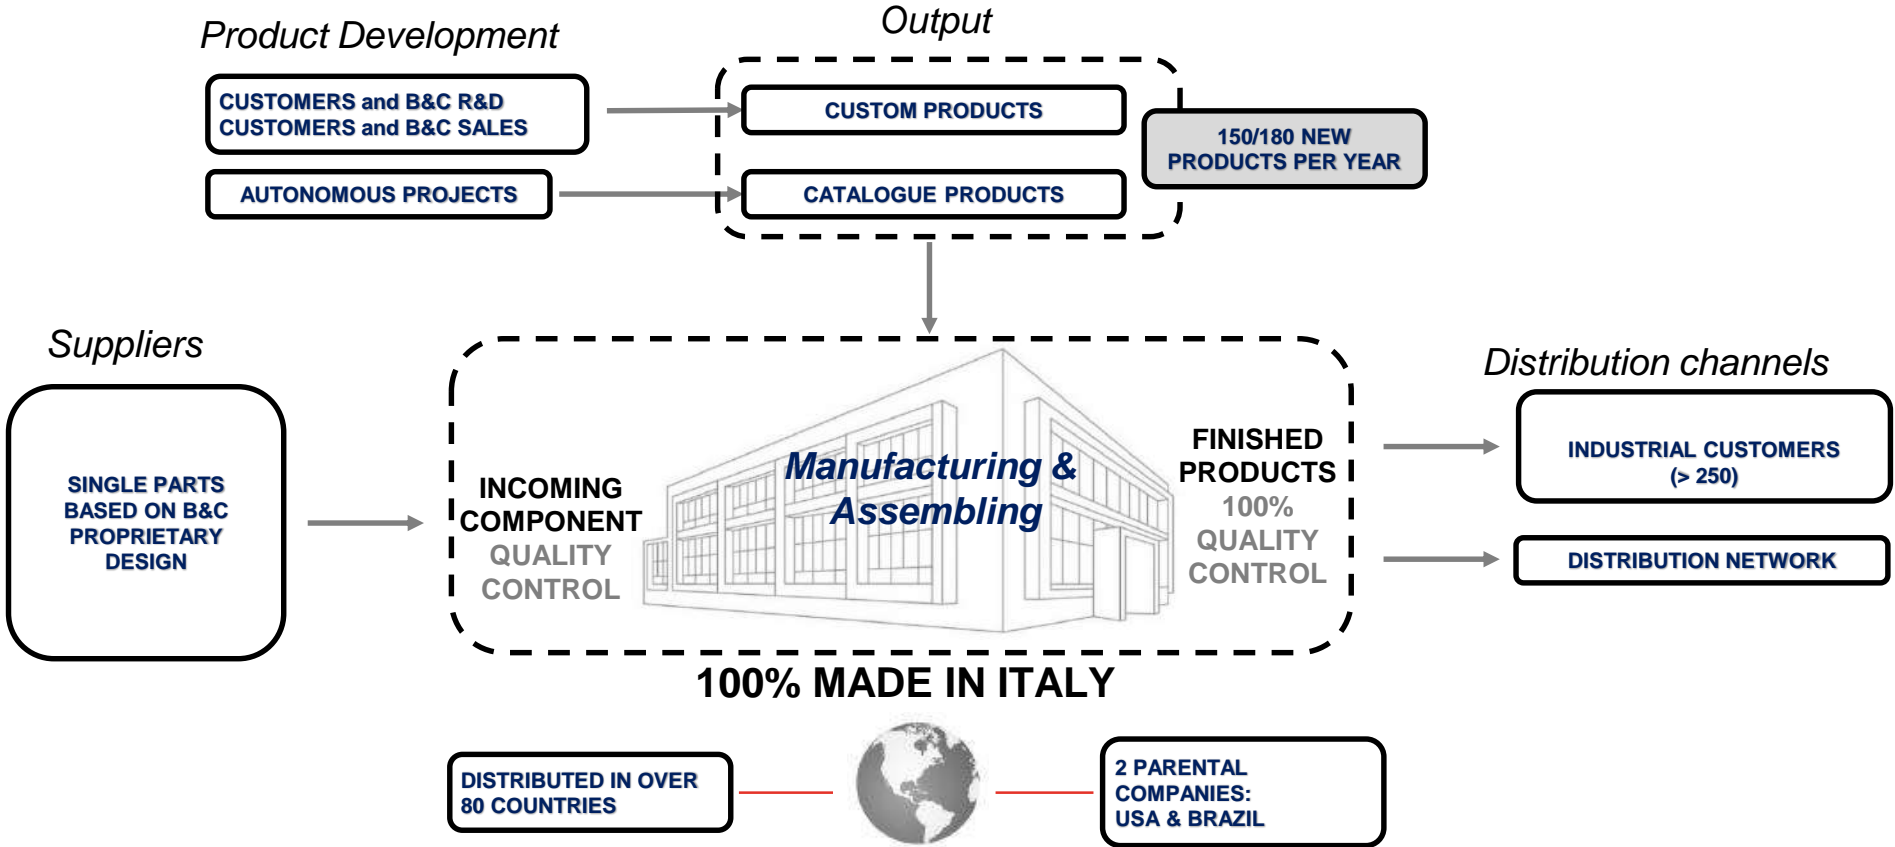 Product Development
Output
CUSTOMERS and B&C R&D
CUSTOMERS and B&C SALES
CUSTOM PRODUCTS
150/180 NEW
PRODUCTS PER YEAR
AUTONOMOUS PROJECTS
CATALOGUE PRODUCTS
Suppliers
SINGLE PARTS
BASED ON B&C
PROPRIETARY
DESIGN
INCOMING
COMPONENT
QUALITY
CONTROL
Manufacturing &
Assembling
FINISHED
PRODUCTS
100%
QUALITY
CONTROL
Distribution channels
INDUSTRIAL CUSTOMERS
(> 250)
DISTRIBUTION NETWORK
100% MADE IN ITALY
DISTRIBUTED IN OVER
80 COUNTRIES
2 PARENTAL
COMPANIES:
USA & BRAZIL